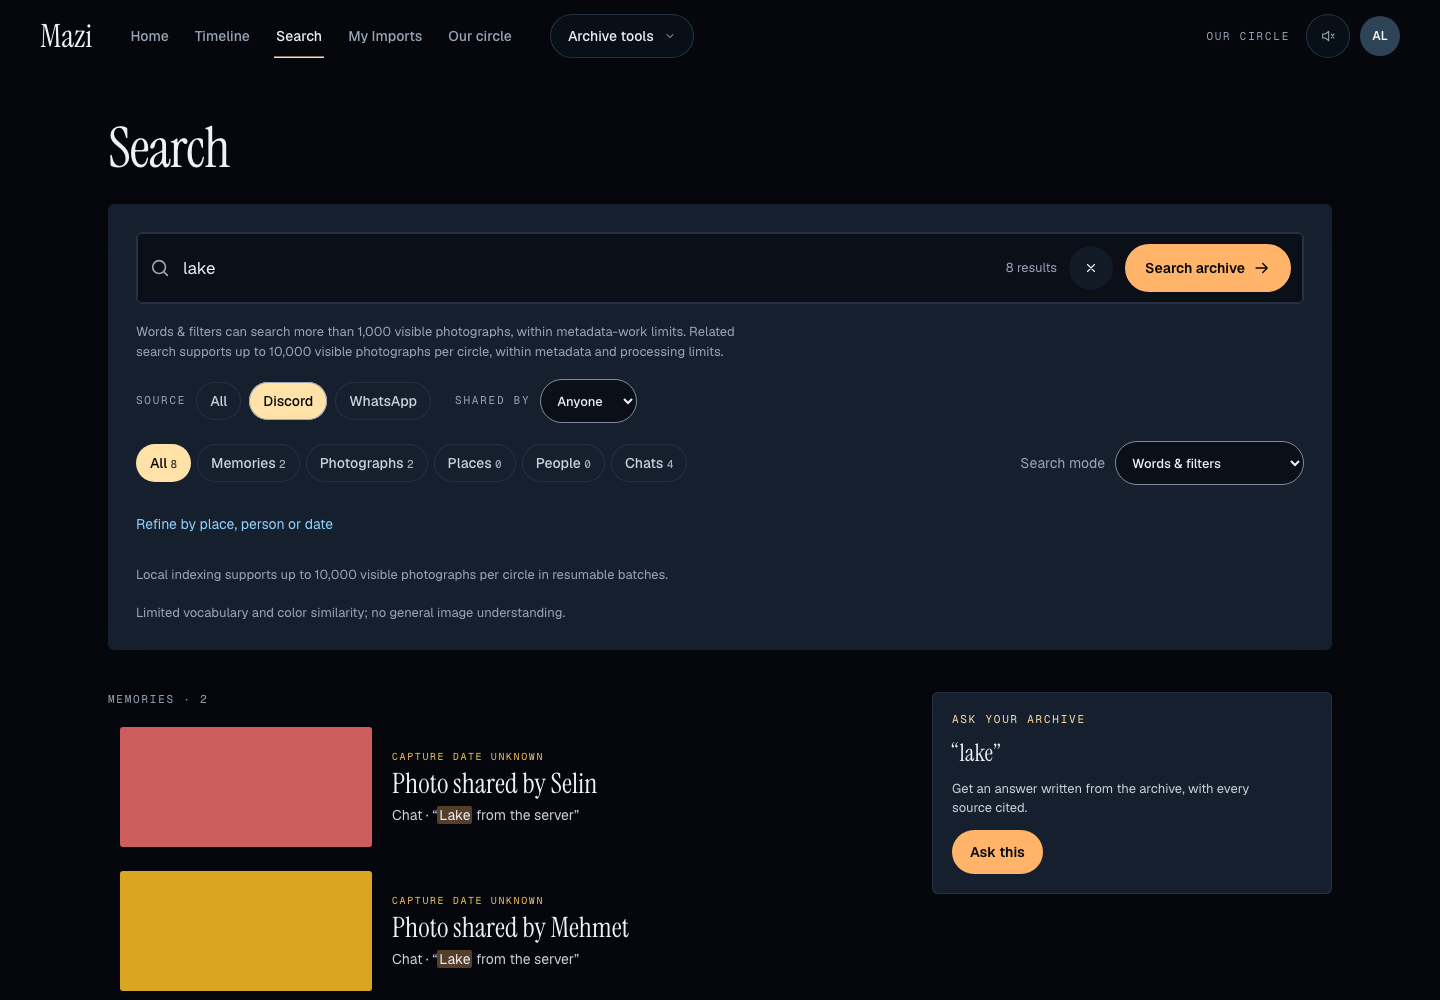 Mazi
Home
Timeline
Search
My Imports
Our circle
Archive tools
OUR CIRCLE
AL
Search
lake
8 results
Search archive
Words & filters can search more than 1,000 visible photographs, within metadata-work limits. Related
search supports up to 10,000 visible photographs per circle, within metadata and processing limits.
SOURCE
All
Discord
WhatsApp
SHARED BY
Anyone
All 8
Memories 2
Photographs 2
Places 0
People 0
Chats 4
Search mode
Words & filters
Refine by place, person or date
Local indexing supports up to 10,000 visible photographs per circle in resumable batches.
Limited vocabulary and color similarity; no general image understanding.
MEMORIES · 2
CAPTURE DATE UNKNOWN
Photo shared by Selin
Chat · “Lake from the server”
CAPTURE DATE UNKNOWN
Photo shared by Mehmet
Chat · “Lake from the server”
ASK YOUR ARCHIVE
“lake”
Get an answer written from the archive, with every
source cited.
Ask this